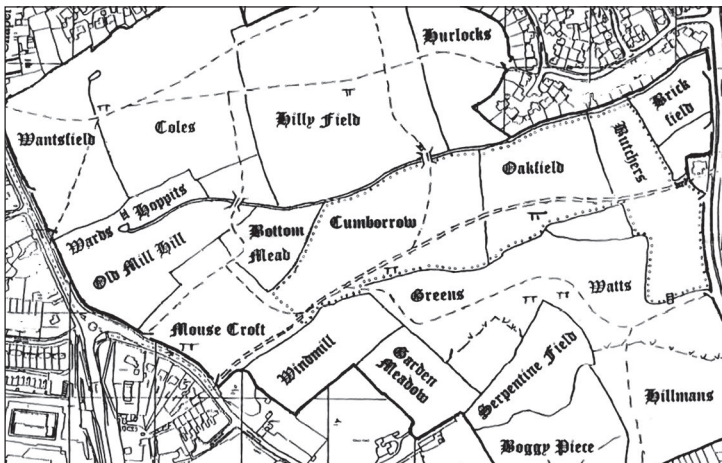 Hurlocks
Wantsfield
Coles
Hilly Field
Brick
field
Butchers
Oakfield
Hoppits
Wards
Old Mill Hill
Bottom
Mead
Cumborrow
Mouse Croft
Greens
Watts
Windmill
Garden
Meadow
Serpentine Field
Hillmans
Boggy Piece